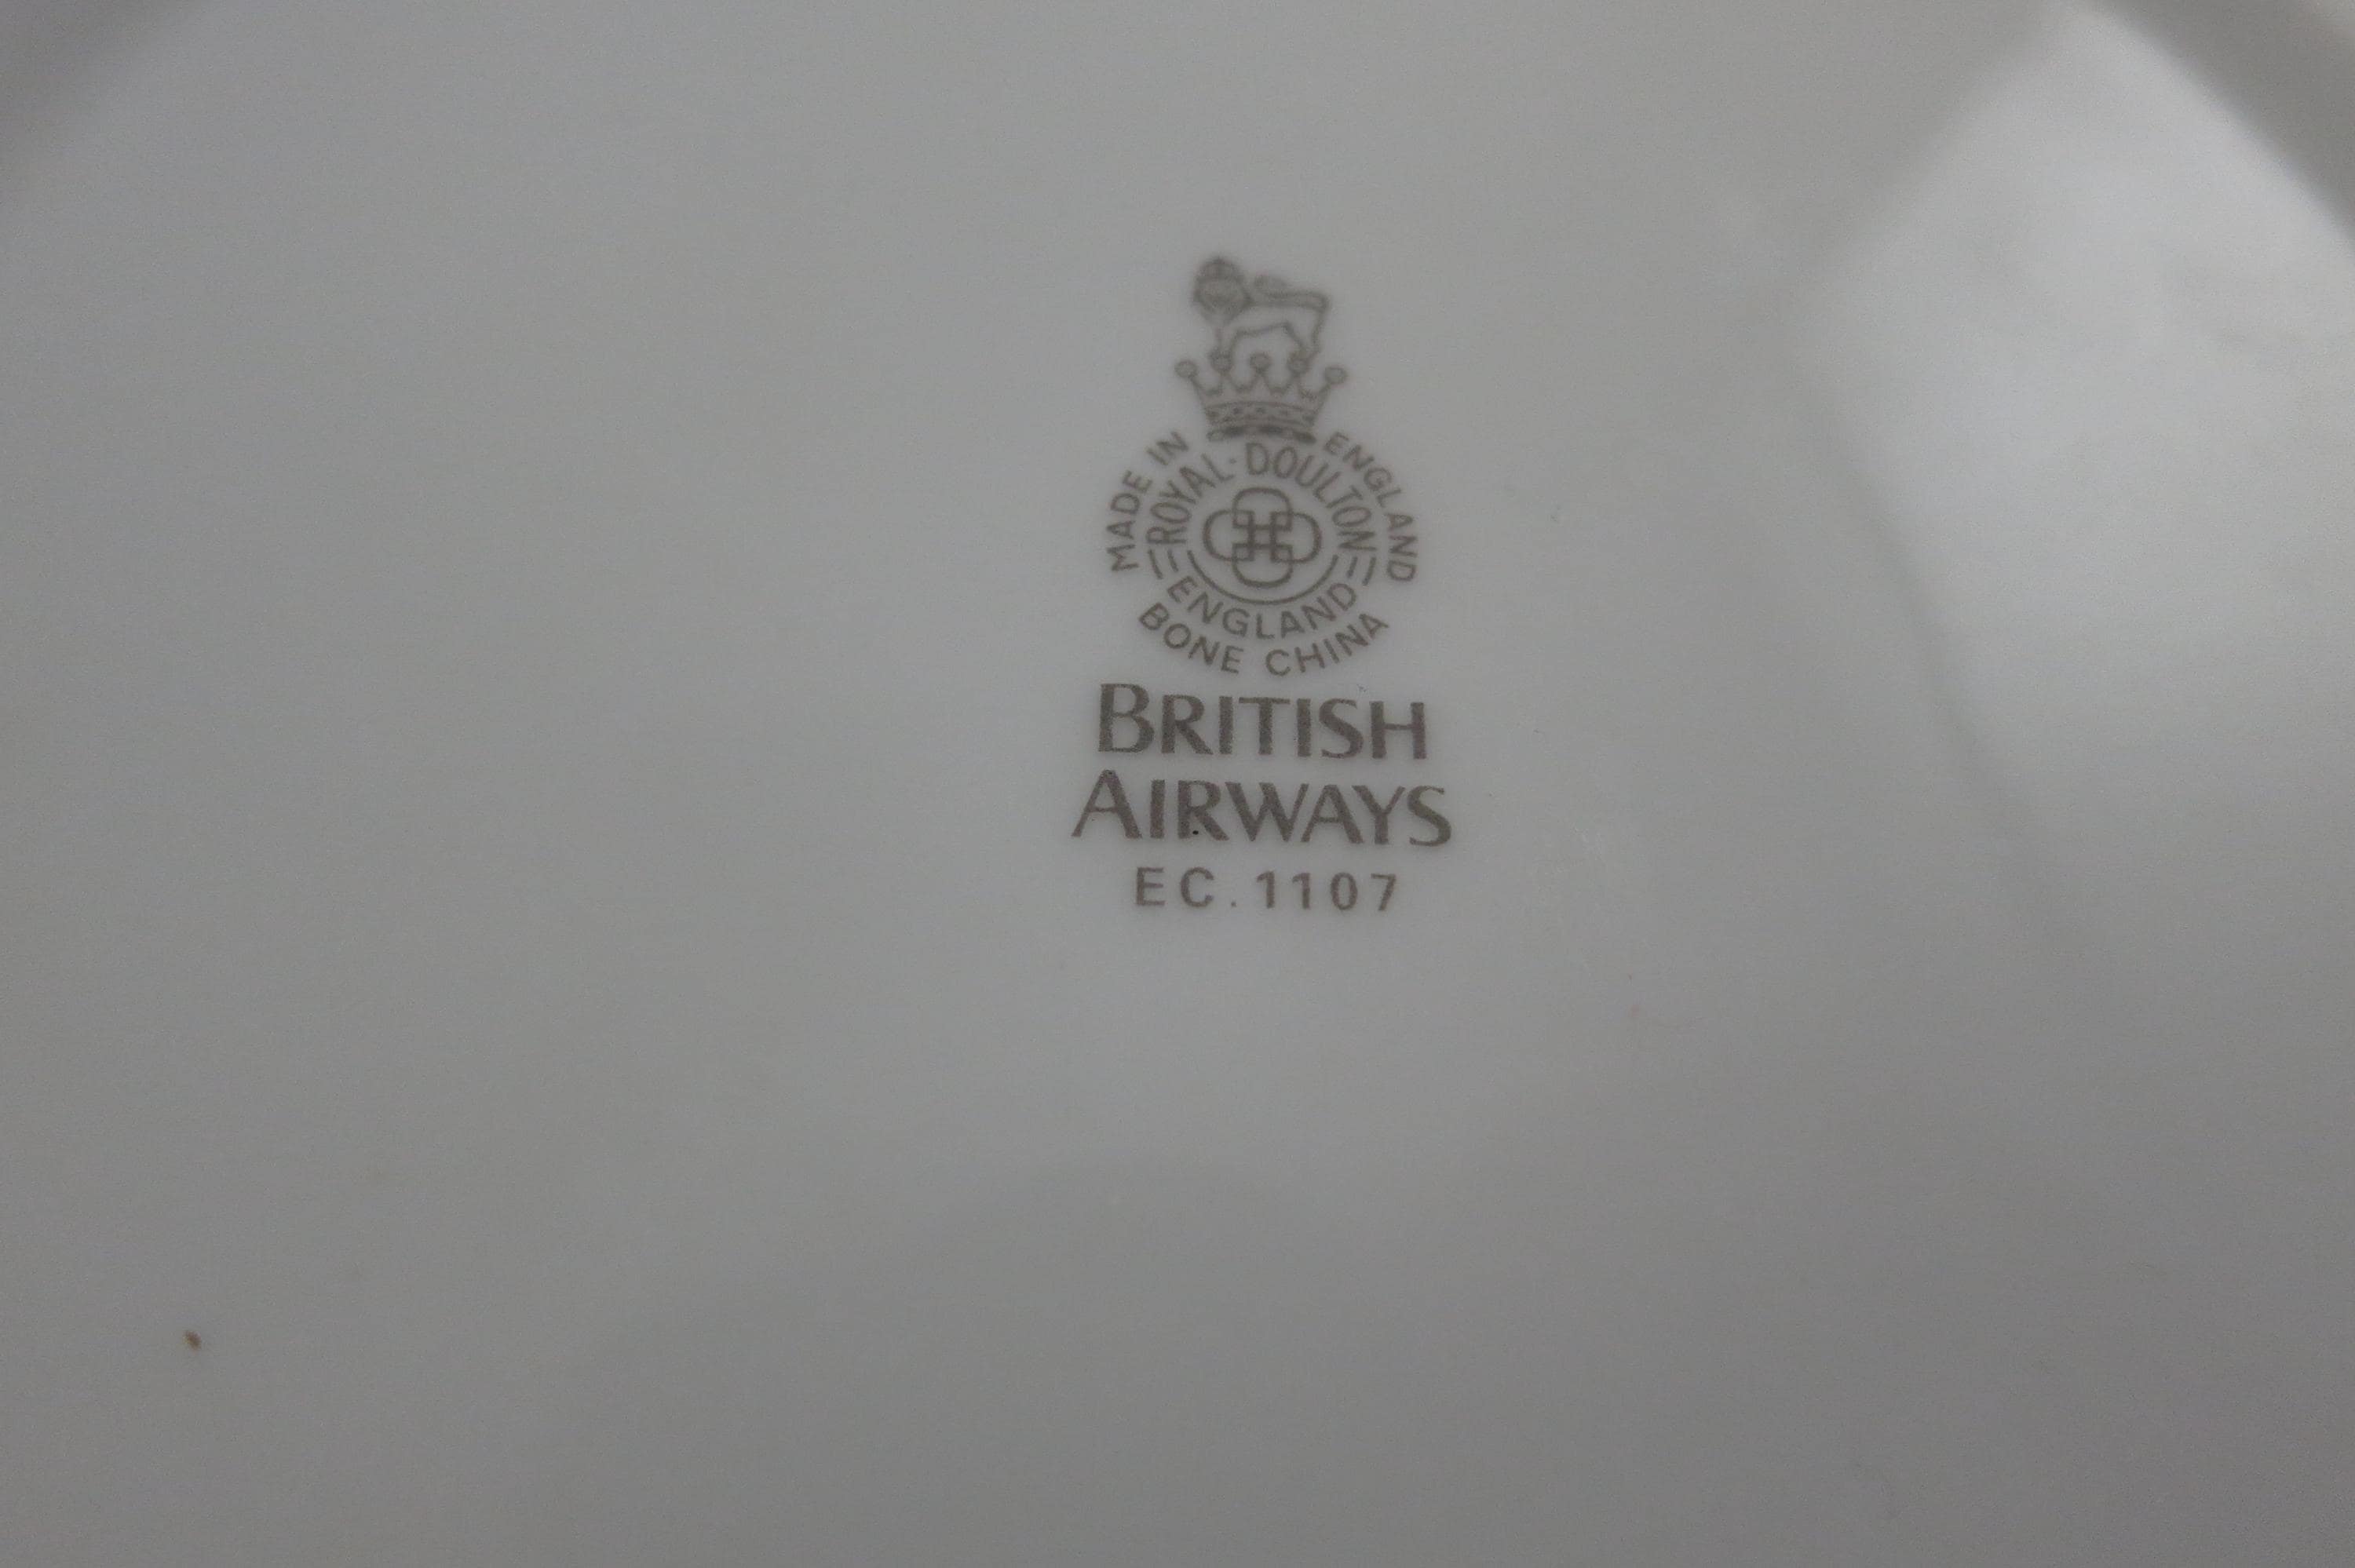 MADE IN ENGLAND
ROYAL·DOULTON
ENGLAND
BONE CHINA
BRITISH
AIRWAYS
EC.1107